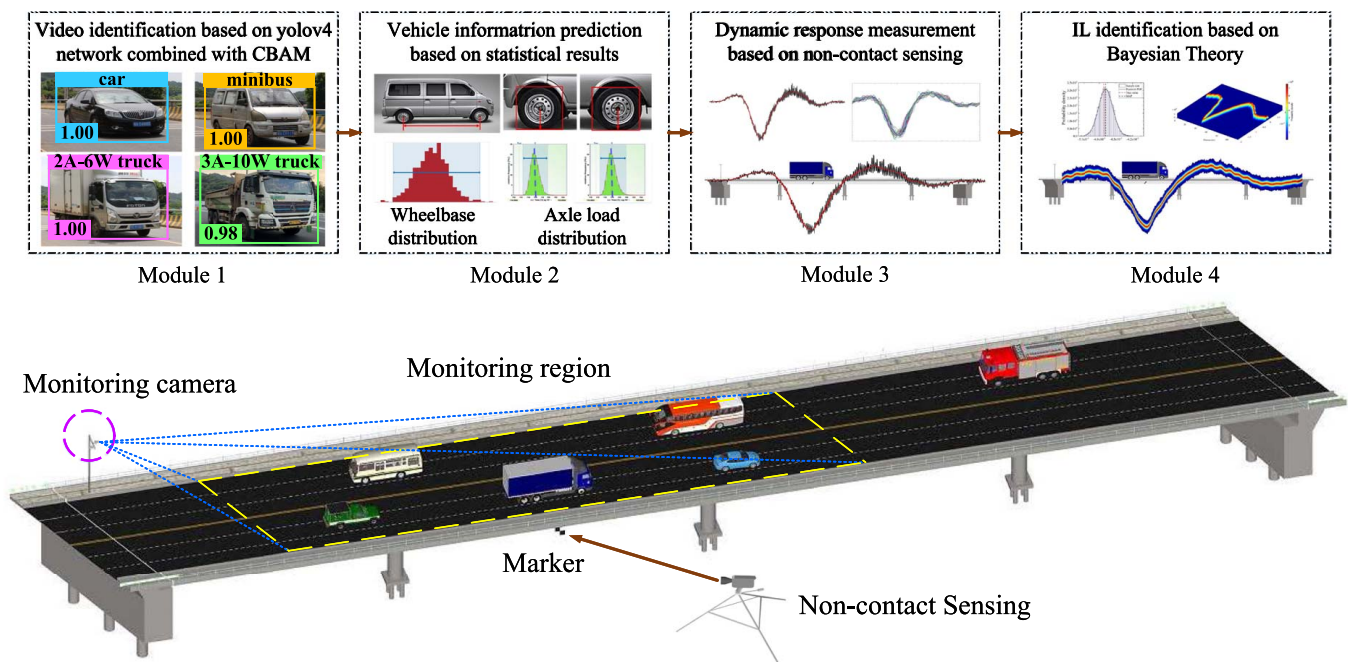 Video identification based on yolov4
network combined with CBAM
car
1.00
minibus
1.00
2A-6W truck
1.00
3A-10W truck
0.98
Module 1
Vehicle informatrion prediction
based on statistical results
Wheelbase
distribution
Axle load
distribution
Module 2
Dynamic response measurement
based on non-contact sensing
Module 3
IL identification based on
Bayesian Theory
Module 4
Monitoring camera
Monitoring region
Marker
Non-contact Sensing